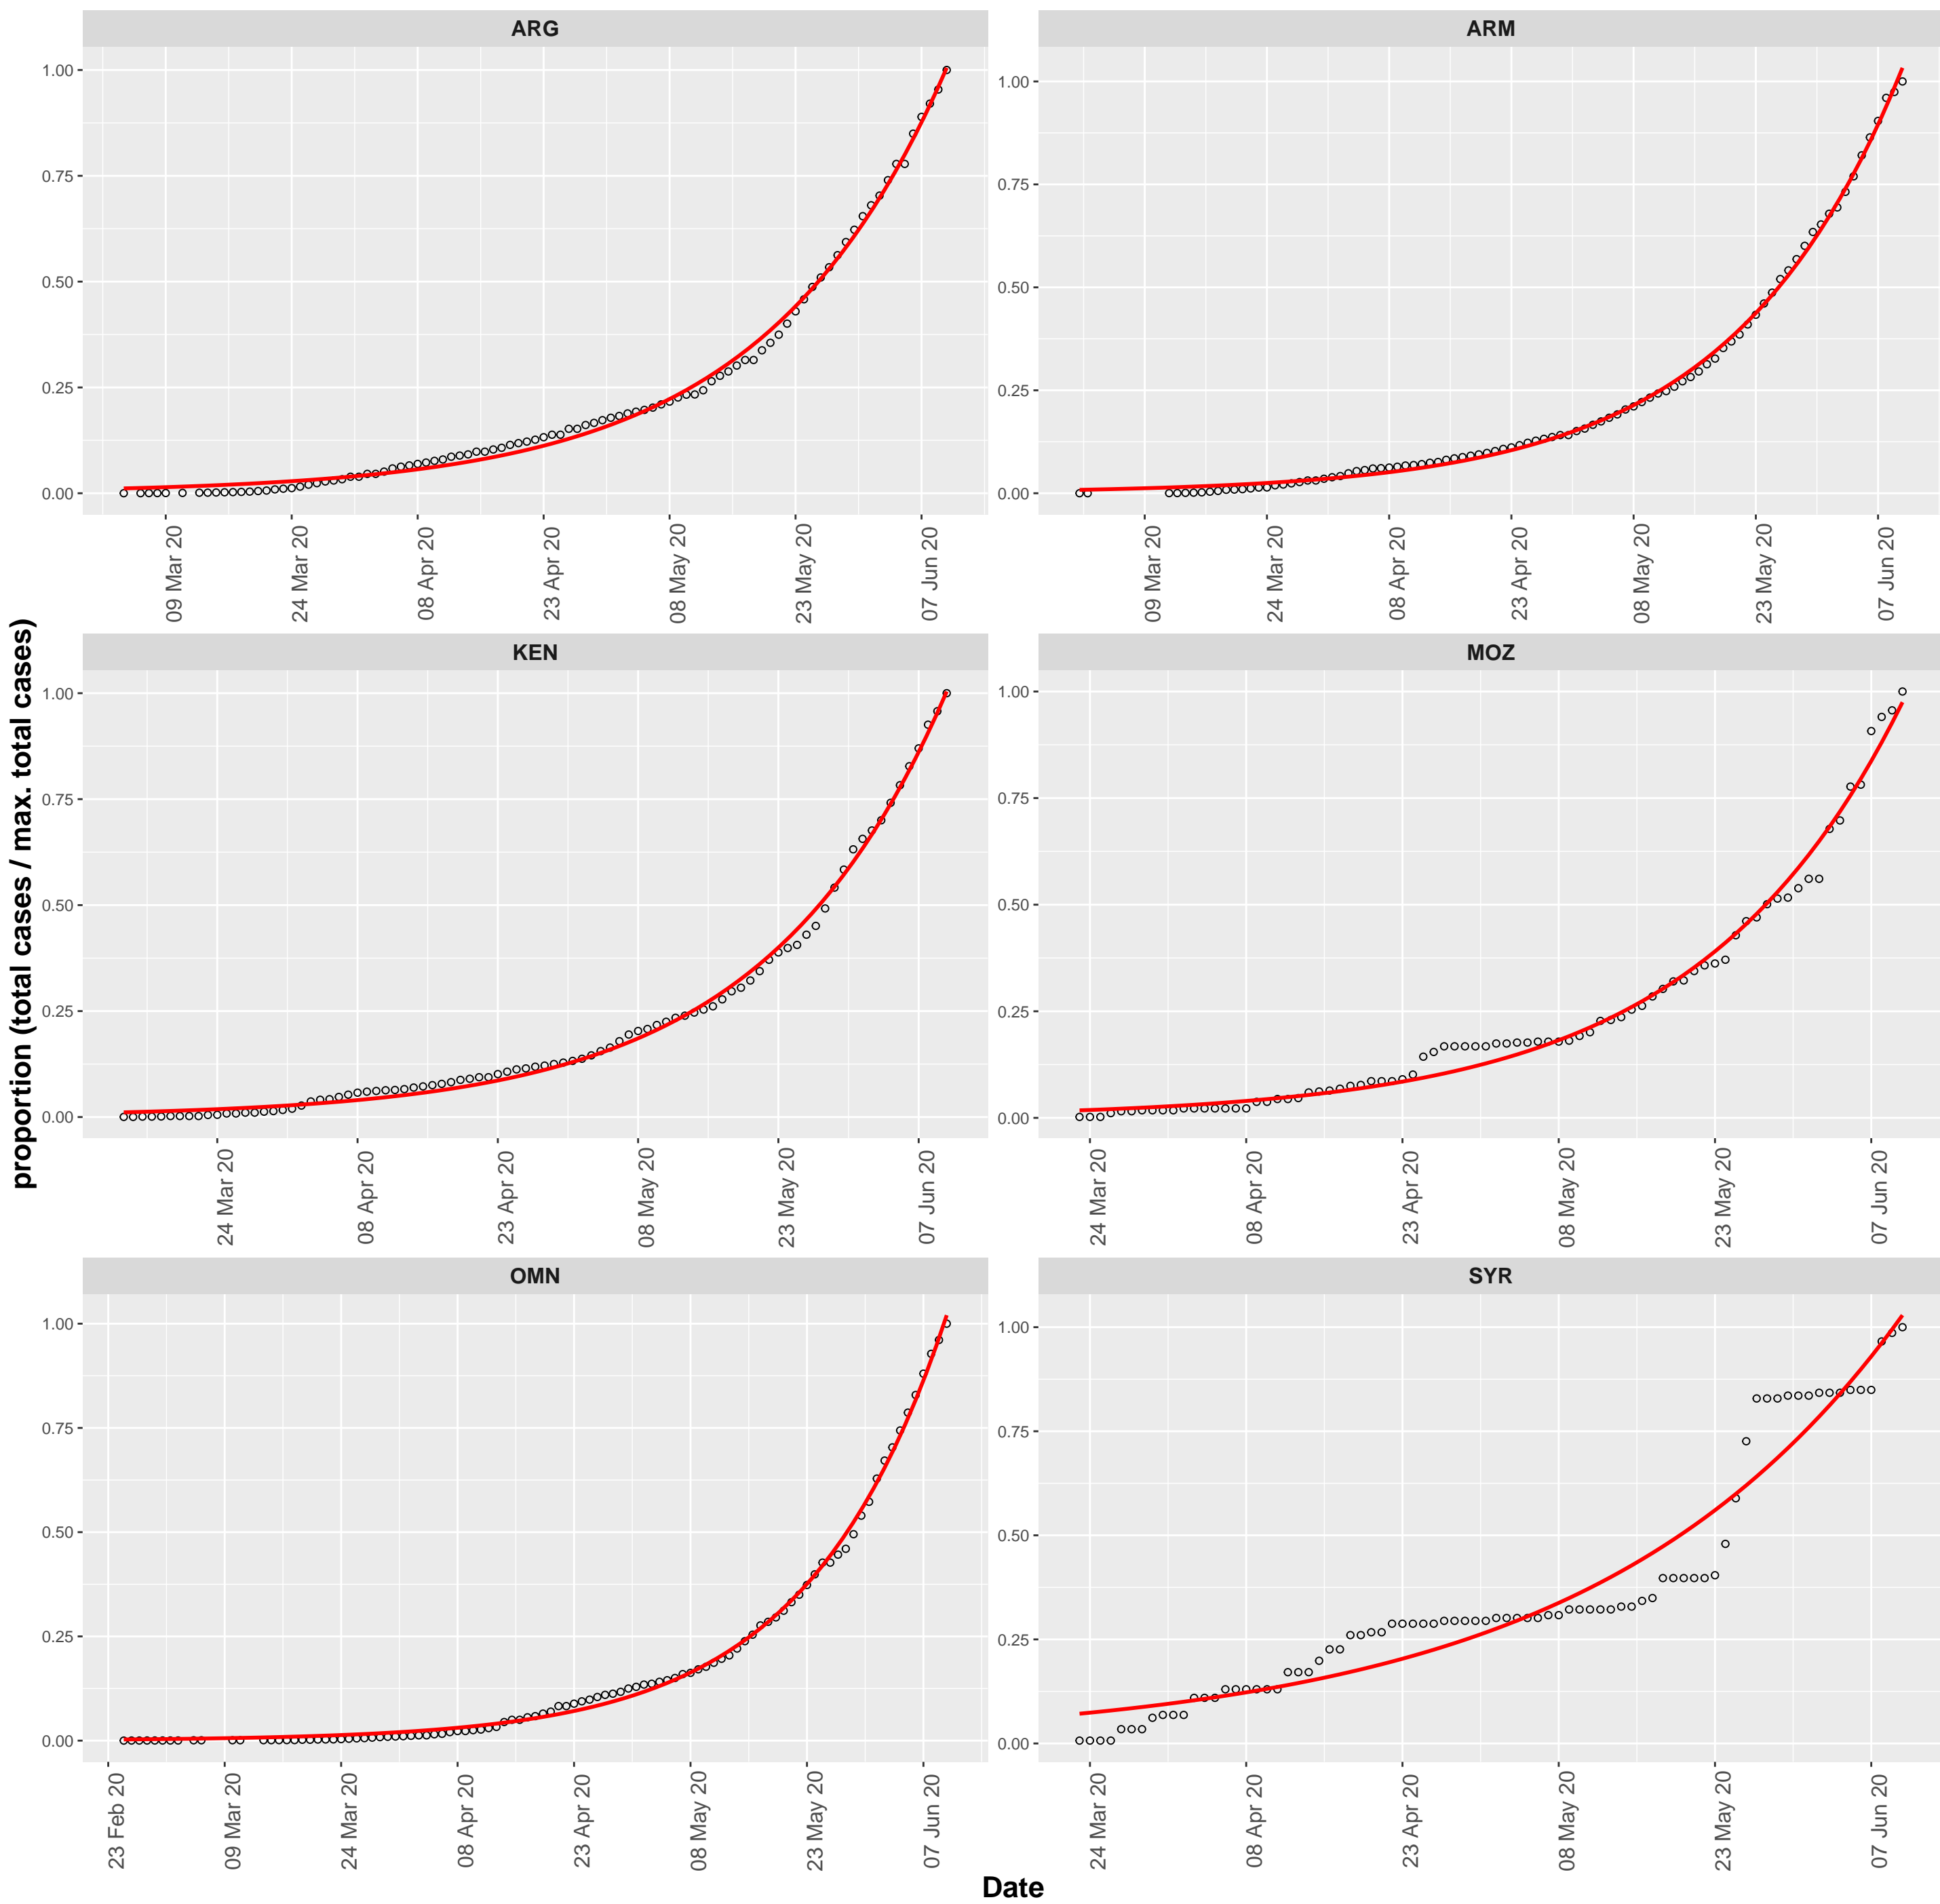 ARG
ARM
1.00
0.75
0.50
0.25
0.00
1.00
0.75
0.50
0.25
0.00
09 Mar 20
24 Mar 20
08 Apr 20
23 Apr 20
08 May 20
23 May 20
07 Jun 20
09 Mar 20
24 Mar 20
08 Apr 20
23 Apr 20
08 May 20
23 May 20
07 Jun 20
proportion (total cases / max. total cases)
KEN
MOZ
1.00
0.75
0.50
0.25
0.00
1.00
0.75
0.50
0.25
0.00
24 Mar 20
08 Apr 20
23 Apr 20
08 May 20
23 May 20
07 Jun 20
24 Mar 20
08 Apr 20
23 Apr 20
08 May 20
23 May 20
07 Jun 20
OMN
SYR
1.00
0.75
0.50
0.25
0.00
1.00
0.75
0.50
0.25
0.00
23 Feb 20
09 Mar 20
24 Mar 20
08 Apr 20
23 Apr 20
08 May 20
23 May 20
07 Jun 20
24 Mar 20
08 Apr 20
23 Apr 20
08 May 20
23 May 20
07 Jun 20
Date